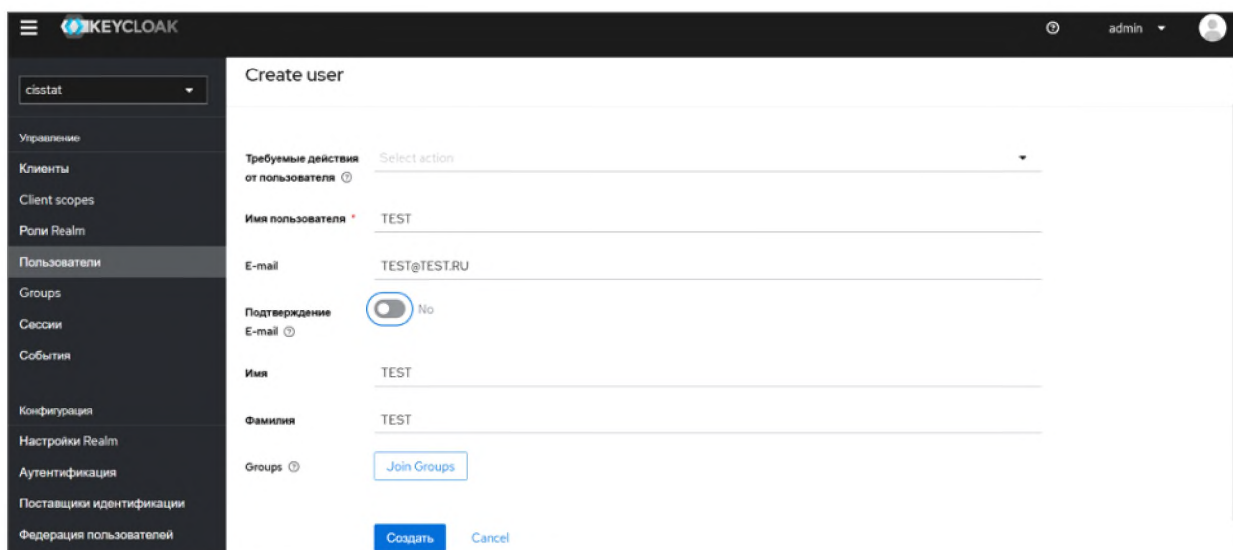 KEYCLOAK
admin
cisstat
Create user
Управление
Клиенты
Client scopes
Роли Realm
Пользователи
Groups
Сессии
События
Конфигурация
Настройки Realm
Аутентификация
Поставщики идентификации
Федерация пользователей
Требуемые действия
от пользователя
Select action
Имя пользователя * TEST
E-mail TEST@TEST.RU
Подтверждение
E-mail
No
Имя TEST
Фамилия TEST
Groups Join Groups
Создать Cancel